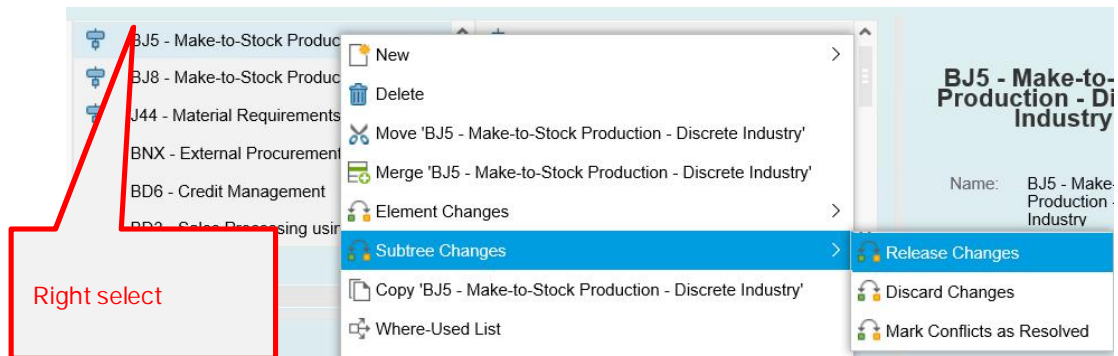 BJ5 - Make-to-Stock Produc
BJ8 - Make-to-Stock Produc
J44 - Material Requirements
BNX - External Procurement
BD6 - Credit Management
Right select
New
Delete
Move 'BJ5 - Make-to-Stock Production - Discrete Industry'
Merge 'BJ5 - Make-to-Stock Production - Discrete Industry'
Element Changes
Subtree Changes
Copy 'BJ5 - Make-to-Stock Production - Discrete Industry'
Where-Used List
Release Changes
Discard Changes
Mark Conflicts as Resolved
BJ5 - Make-to-
Production - Di
Industry
Name: BJ5 - Make-
Production -
Industry